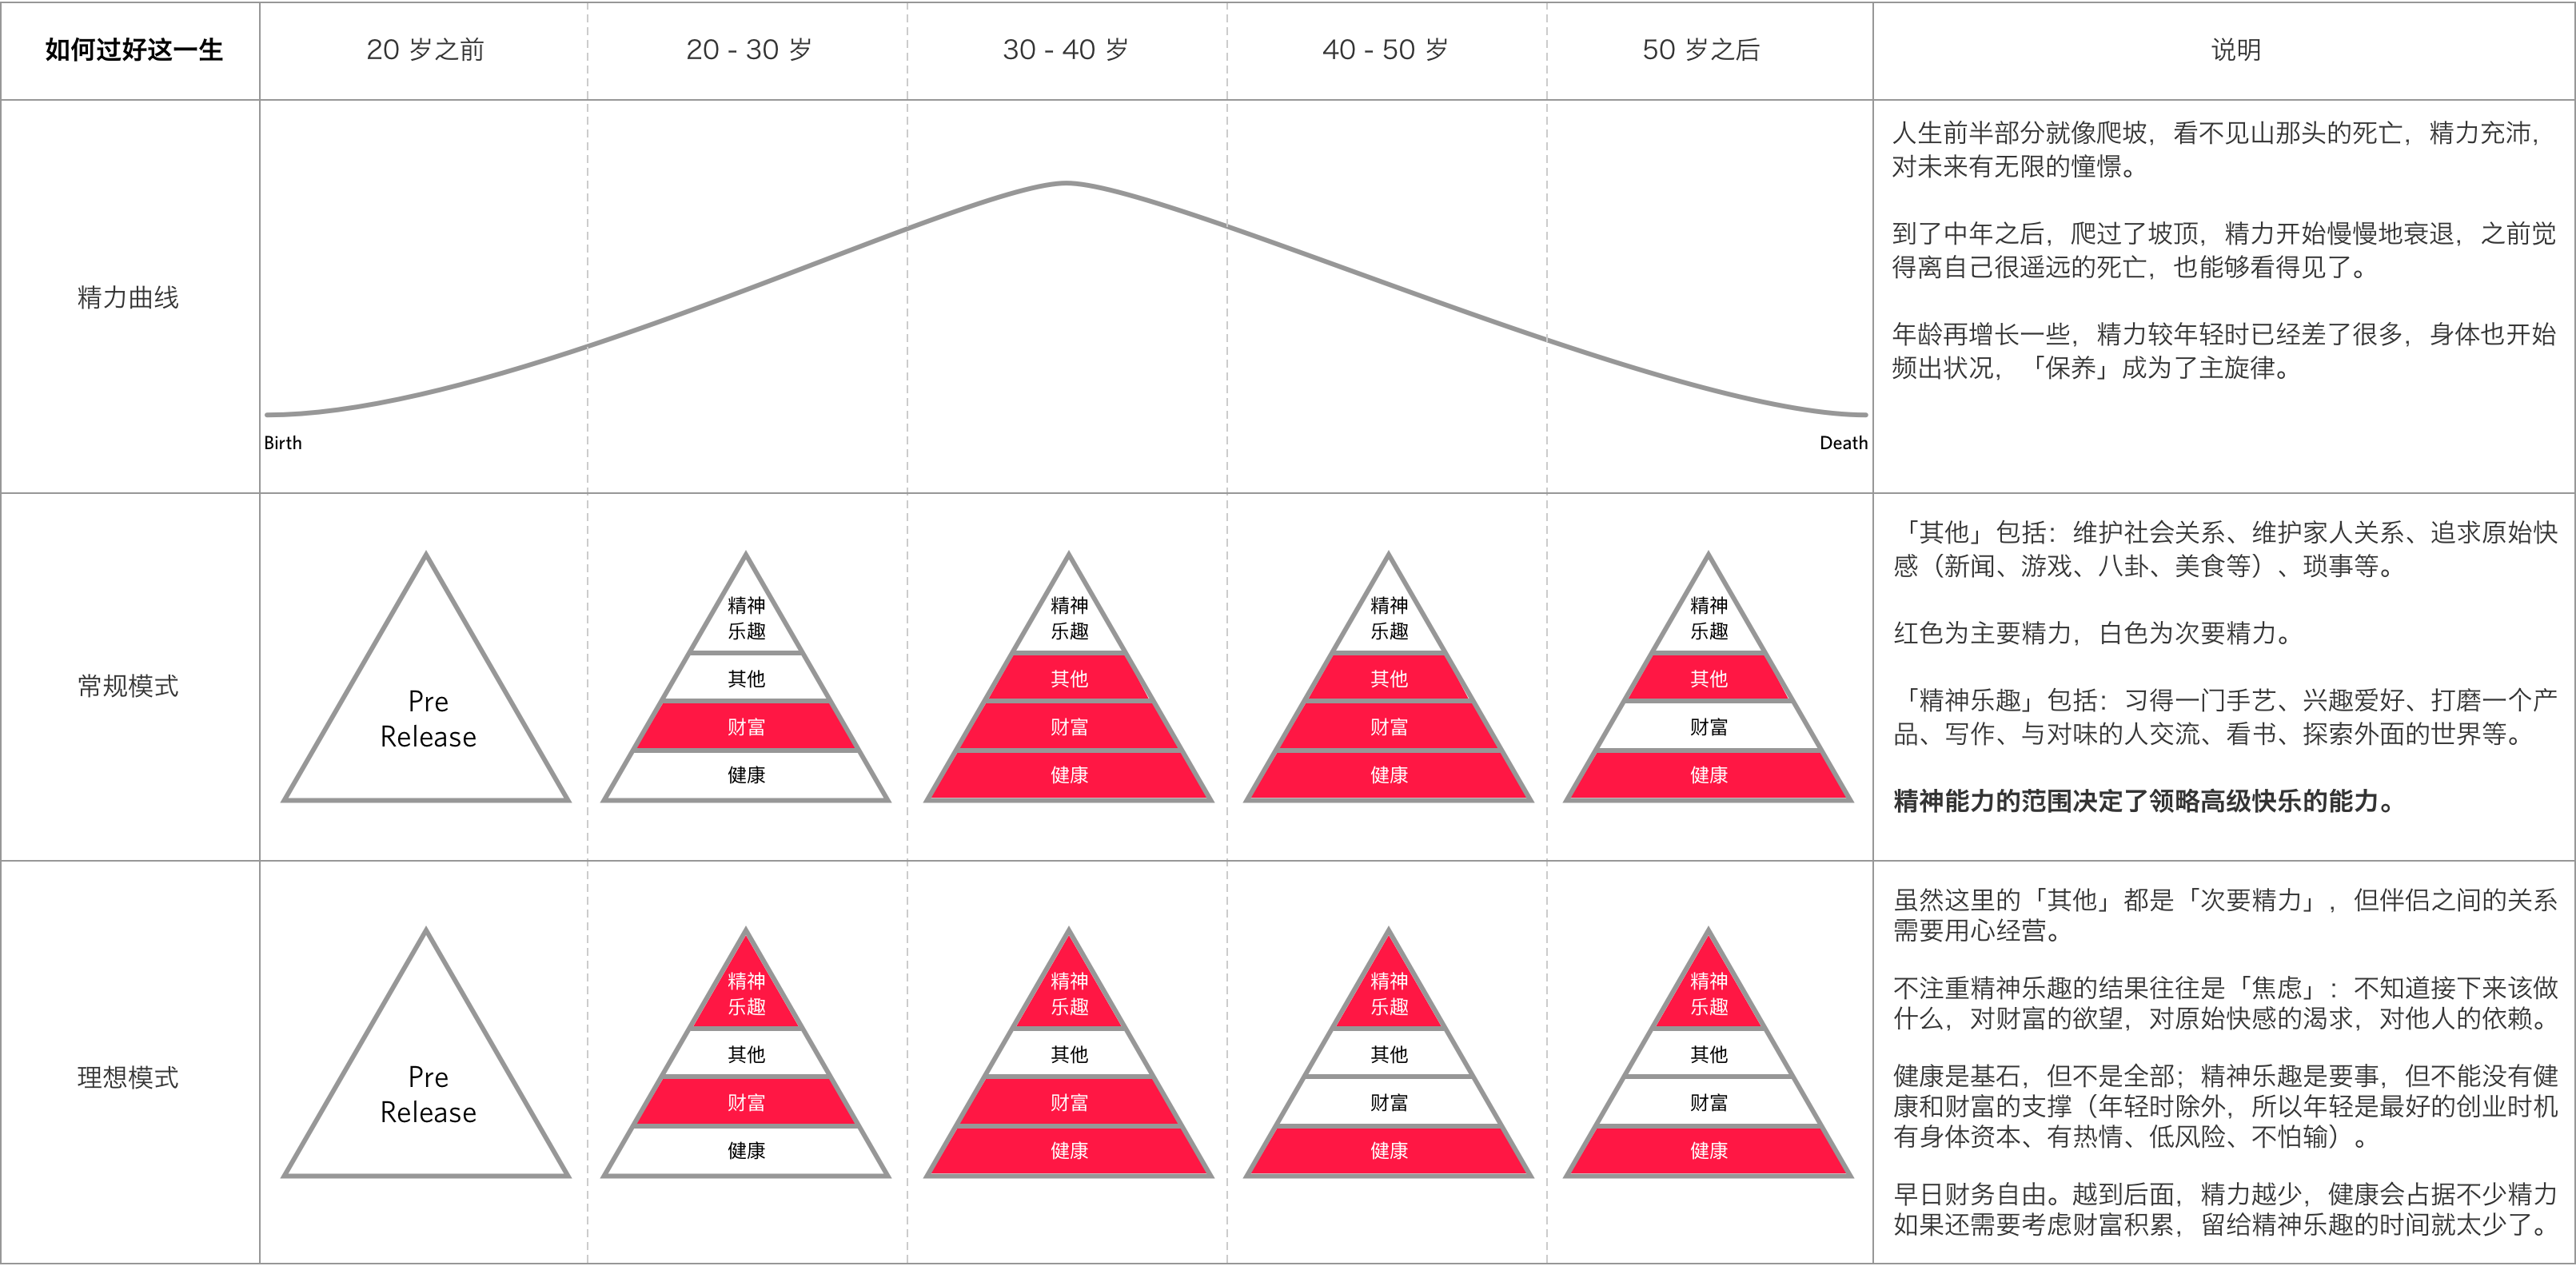 如何过好这一生
20 岁之前
20 - 30 岁
30 - 40 岁
40 - 50 岁
50 岁之后
说明
精力曲线
Birth
Death
人生前半部分就像爬坡，看不见山那头的死亡，精力充沛，
对未来有无限的憧憬。
到了中年之后，爬过了坡顶，精力开始慢慢地衰退，之前觉
得离自己很遥远的死亡，也能够看得见了。
年龄再增长一些，精力较年轻时已经差了很多，身体也开始
频出状况，「保养」成为了主旋律。
常规模式
Pre
Release
精神
乐趣
其他
财富
健康
精神
乐趣
其他
财富
健康
精神
乐趣
其他
财富
健康
精神
乐趣
其他
财富
健康
「其他」包括：维护社会关系、维护家人关系、追求原始快
感（新闻、游戏、八卦、美食等）、琐事等。
红色为主要精力，白色为次要精力。
「精神乐趣」包括：习得一门手艺、兴趣爱好、打磨一个产
品、写作、与对味的人交流、看书、探索外面的世界等。
精神能力的范围决定了领略高级快乐的能力。
理想模式
Pre
Release
精神
乐趣
其他
财富
健康
精神
乐趣
其他
财富
健康
精神
乐趣
其他
财富
健康
精神
乐趣
其他
财富
健康
虽然这里的「其他」都是「次要精力」，但伴侣之间的关系
需要用心经营。
不注重精神乐趣的结果往往是「焦虑」：不知道接下来该做
什么，对财富的欲望，对原始快感的渴求，对他人的依赖。
健康是基石，但不是全部；精神乐趣是要事，但不能没有健
康和财富的支撑（年轻时除外，所以年轻是最好的创业时机
有身体资本、有热情、低风险、不怕输）。
早日财务自由。越到后面，精力越少，健康会占据不少精力
如果还需要考虑财富积累，留给精神乐趣的时间就太少了。